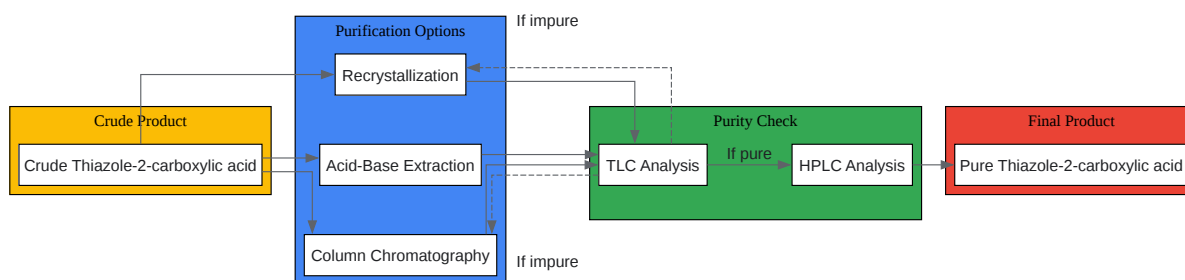 If impure
Purification Options
Recrystallization
Crude Product
Crude Thiazole-2-carboxylic acid
Acid-Base Extraction
Column Chromatography
If impure
Purity Check
TLC Analysis
If pure
HPLC Analysis
Final Product
Pure Thiazole-2-carboxylic acid